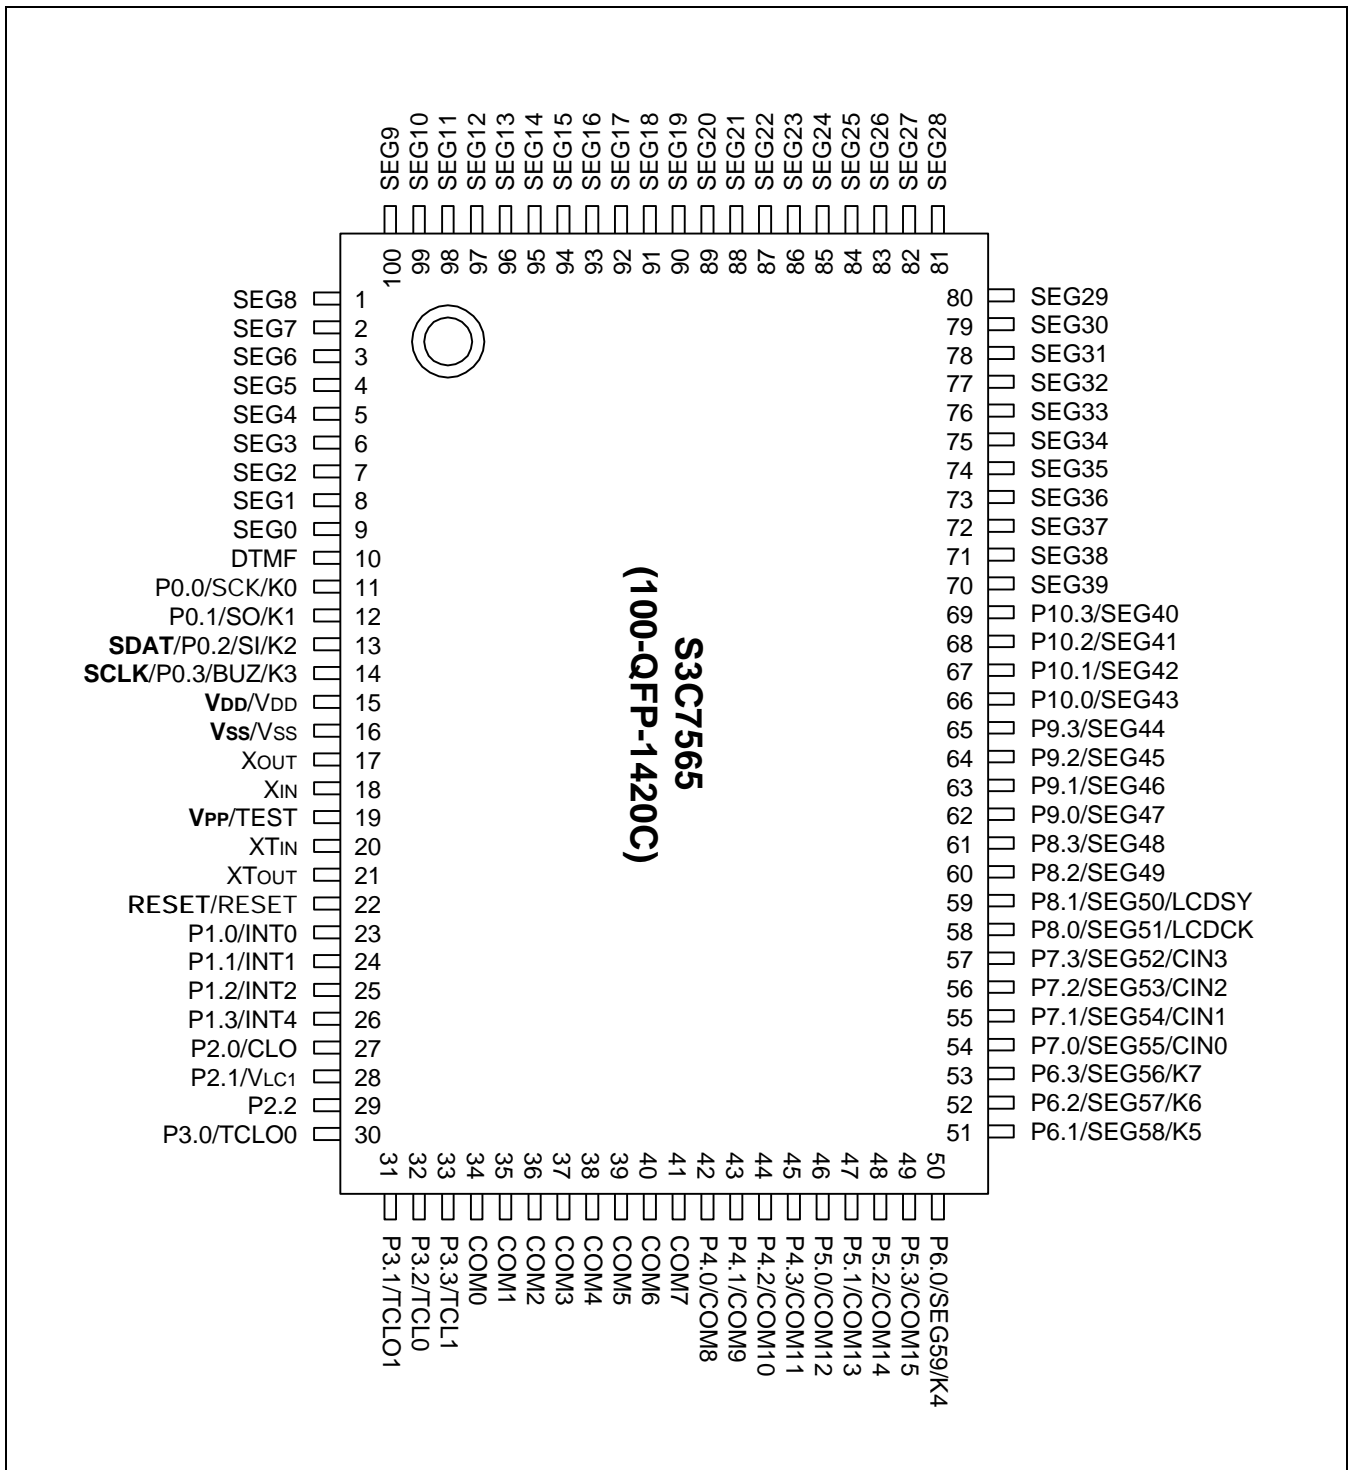 SEG9
SEG10
SEG11
SEG12
SEG13
SEG14
SEG15
SEG16
SEG17
SEG18
SEG19
SEG20
SEG21
SEG22
SEG23
SEG24
SEG25
SEG26
SEG27
SEG28
100
99
98
97
96
95
94
93
92
91
90
89
88
87
86
85
84
83
82
81
SEG8 1
SEG7 2
SEG6 3
SEG5 4
SEG4 5
SEG3 6
SEG2 7
SEG1 8
SEG0 9
DTMF 10
P0.0/SCK/K0 11
P0.1/SO/K1 12
SDAT/P0.2/SI/K2 13
SCLK/P0.3/BUZ/K3 14
VDD/VDD 15
VSS/VSS 16
XOUT 17
XIN 18
VPP/TEST 19
XTIN 20
XTOUT 21
RESET/RESET 22
P1.0/INT0 23
P1.1/INT1 24
P1.2/INT2 25
P1.3/INT4 26
P2.0/CLO 27
P2.1/VLC1 28
P2.2 29
P3.0/TCLO0 30
S3C7565
(100-QFP-1420C)
80 SEG29
79 SEG30
78 SEG31
77 SEG32
76 SEG33
75 SEG34
74 SEG35
73 SEG36
72 SEG37
71 SEG38
70 SEG39
69 P10.3/SEG40
68 P10.2/SEG41
67 P10.1/SEG42
66 P10.0/SEG43
65 P9.3/SEG44
64 P9.2/SEG45
63 P9.1/SEG46
62 P9.0/SEG47
61 P8.3/SEG48
60 P8.2/SEG49
59 P8.1/SEG50/LCDSY
58 P8.0/SEG51/LCDCK
57 P7.3/SEG52/CIN3
56 P7.2/SEG53/CIN2
55 P7.1/SEG54/CIN1
54 P7.0/SEG55/CIN0
53 P6.3/SEG56/K7
52 P6.2/SEG57/K6
51 P6.1/SEG58/K5
31
32
33
34
35
36
37
38
39
40
41
42
43
44
45
46
47
48
49
50
P3.1/TCLO1
P3.2/TCL0
P3.3/TCL1
COM0
COM1
COM2
COM3
COM4
COM5
COM6
COM7
P4.0/COM8
P4.1/COM9
P4.2/COM10
P4.3/COM11
P5.0/COM12
P5.1/COM13
P5.2/COM14
P5.3/COM15
P6.0/SEG59/K4